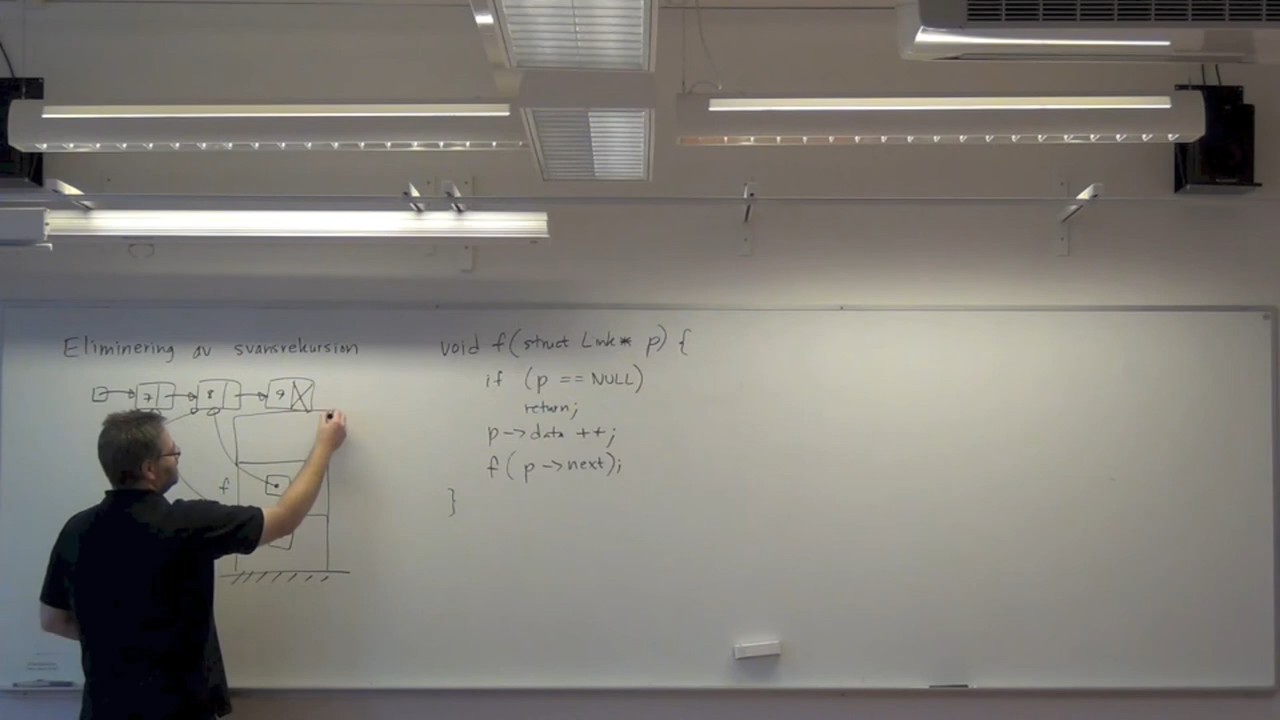 Eliminering av svansrekursion
7 8 9
f
void f(struct Link* p) {
if (p == NULL)
return;
p->data ++;
f( p ->next);
}